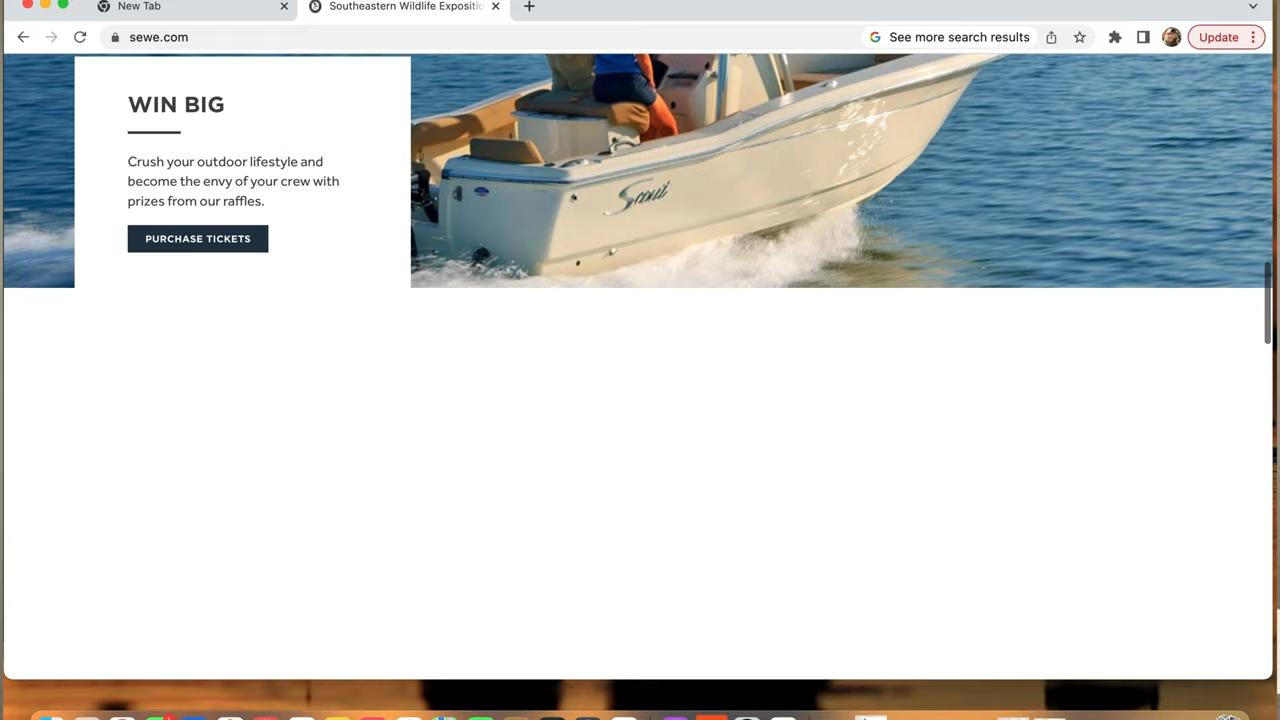 New Tab
Southeastern Wildlife Expositio
sewe.com
See more search results
Update
WIN BIG
Crush your outdoor lifestyle and
become the envy of your crew with
prizes from our raffles.
PURCHASE TICKETS
Scout